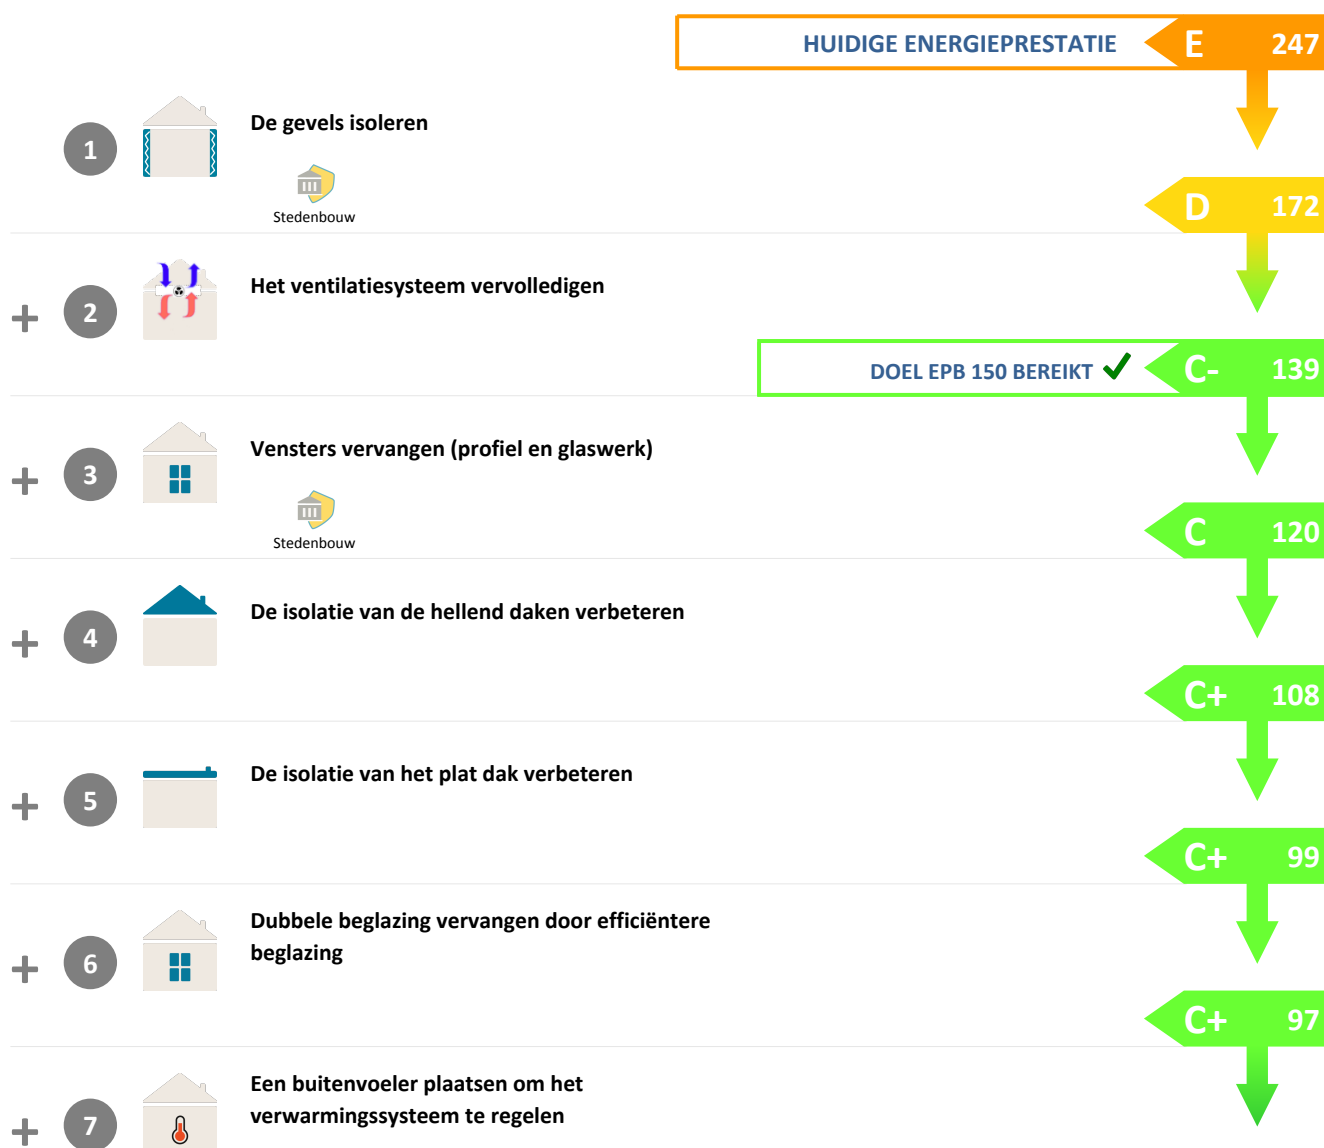 HUIDIGE ENERGIEPRESTATIE E 247
1 De gevels isoleren
Stedenbouw
D 172
+ 2 Het ventilatiesysteem vervolledigen
DOEL EPB 150 BEREIKT C- 139
+ 3 Vensters vervangen (profiel en glaswerk)
Stedenbouw
C 120
+ 4 De isolatie van de hellend daken verbeteren
C+ 108
+ 5 De isolatie van het plat dak verbeteren
C+ 99
+ 6 Dubbele beglazing vervangen door efficiëntere
beglazing
C+ 97
+ 7 Een buitenvoeler plaatsen om het
verwarmingssysteem te regelen